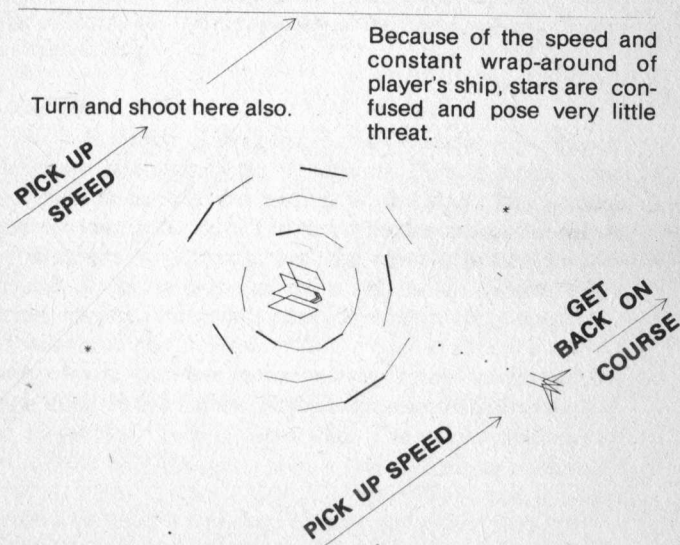 Because of the speed and
constant wrap-around of
player's ship, stars are con-
fused and pose very little
threat.
Turn and shoot here also.
PICK UP
SPEED
GET
BACK ON
COURSE
PICK UP SPEED